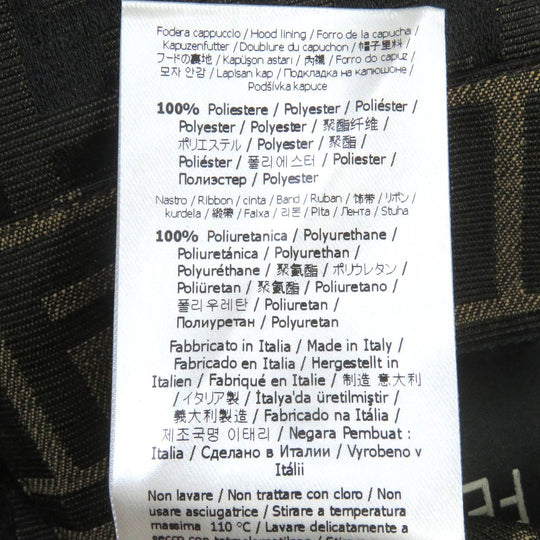 Fodera cappuccio / Hood lining / Forro de la capucha /
Kapuzenfutter / Doublure du capuchon / 帽子里料 /
フードの裏地 / Kapüşon astarı / 內襯 / Forro do capuz /
모자 안감 / Lapisan kap / Подкладка на капюшоне /
Podšívka kapuce
100% Poliestere / Polyester / Poliéster /
Polyester / Polyester / 聚酯纤维 /
ポリエステル / Polyester / 聚酯 /
Poliéster / 폴리에스터 / Poliester /
Полиэстер / Polyester
Nastro / Ribbon / cinta / Band / Ruban / 饰带 / リボン /
kurdela / 緞帶 / Faixa / 리본 / Pita / Лента / Stuha
100% Poliuretanica / Polyurethane /
Poliuretánica / Polyurethan /
Polyuréthane / 聚氨酯 / ポリウレタン /
Poliüretan / 聚氨酯 / Poliuretano /
폴리우레탄 / Poliuretan /
Полиуретан / Polyuretan
Fabbricato in Italia / Made in Italy /
Fabricado en Italia / Hergestellt in
Italien / Fabriqué en Italie / 制造 意大利
/ イタリア製 / İtalya'da üretilmiştir /
義大利製造 / Fabricado na Itália /
제조국명 이태리 / Negara Pembuat :
Italia / Сделано в Италии / Vyrobeno v
Itálii
Non lavare / Non trattare con cloro / Non
usare asciugatrice / Stirare a temperatura
massima 110°C / Lavare delicatamente a
secco con